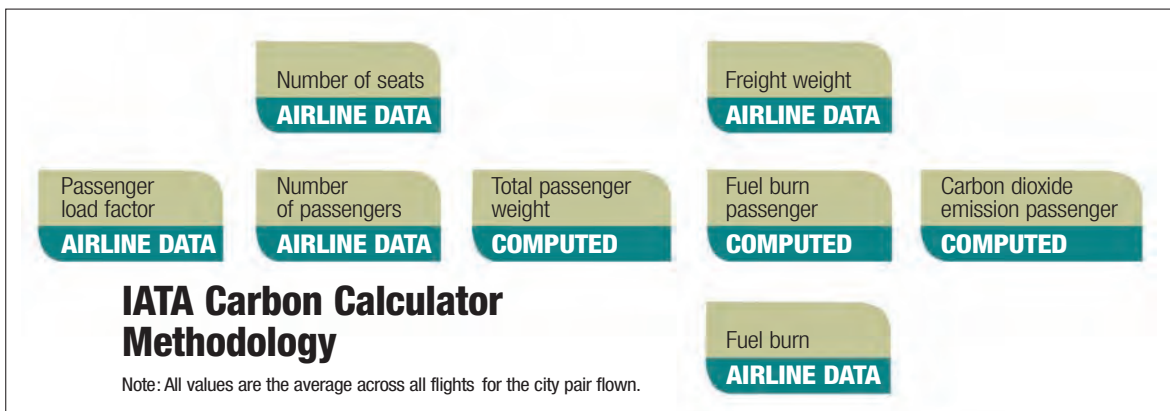 Number of seats
AIRLINE DATA
Freight weight
AIRLINE DATA
Passenger
load factor
AIRLINE DATA
Number
of passengers
AIRLINE DATA
Total passenger
weight
COMPUTED
Fuel burn
passenger
COMPUTED
Carbon dioxide
emission passenger
COMPUTED
IATA Carbon Calculator
Methodology
Note: All values are the average across all flights for the city pair flown.
Fuel burn
AIRLINE DATA